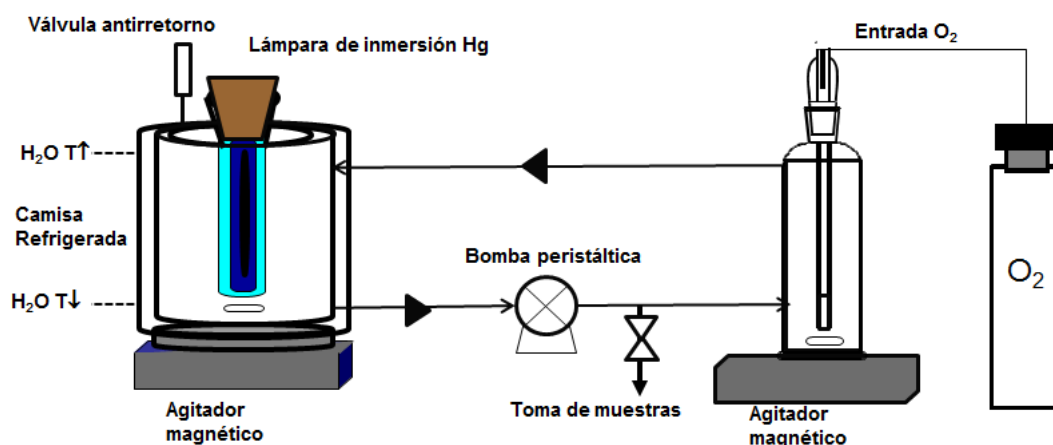 Válvula antirretorno
Lámpara de inmersión Hg
Entrada O₂
H₂O T↑
Camisa
Refrigerada
Bomba peristáltica
O₂
H₂O T↓
Toma de muestras
Agitador
magnético
Agitador
magnético